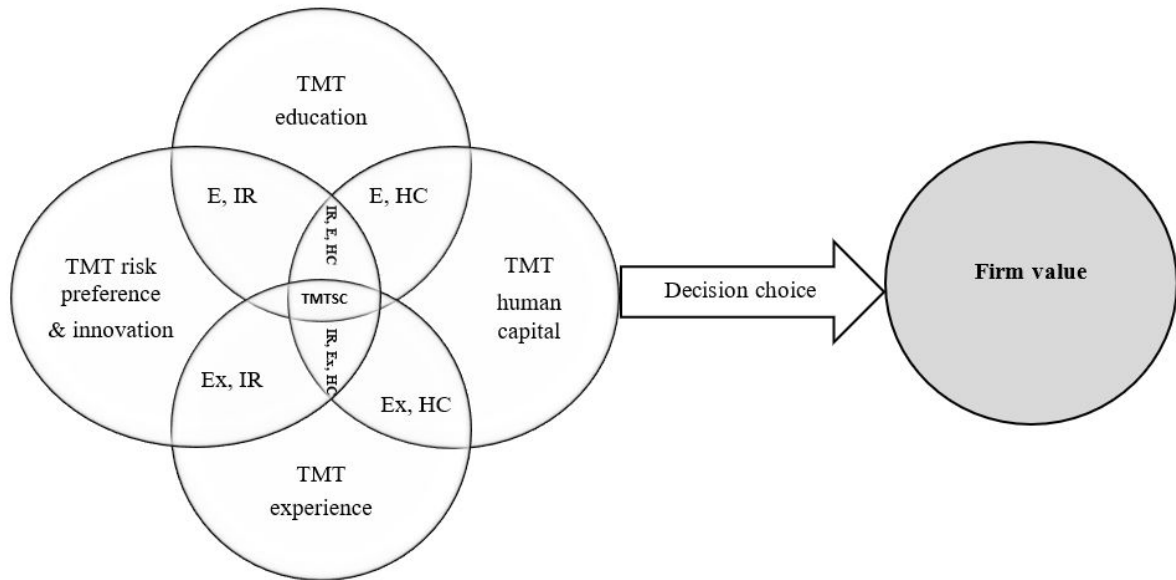 TMT
education
E, IR
E, HC
IR, E, HC
TMT risk
preference
& innovation
TMTSC
TMT
human
capital
Decision choice
Firm value
IR, Ex, HC
Ex, IR
Ex, HC
TMT
experience